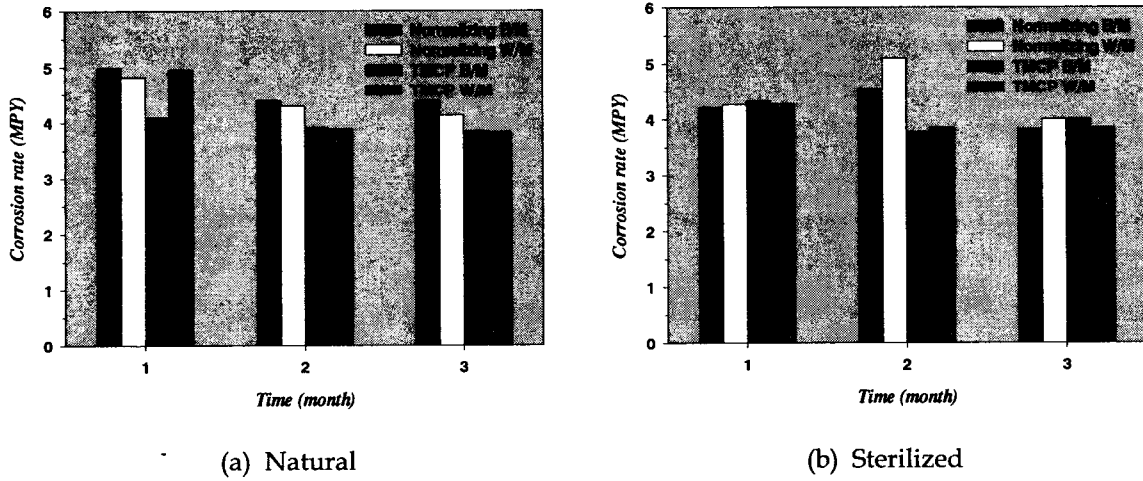 6
5
4
3
2
1
0
Corrosion rate (MPY)
Normalizing B/M
Normalizing W/M
TMCP B/M
TMCP W/M
1 2 3
Time (month)
(a) Natural
6
5
4
3
2
1
0
Corrosion rate (MPY)
Normalizing B/M
Normalizing W/M
TMCP B/M
TMCP W/M
1 2 3
Time (month)
(b) Sterilized